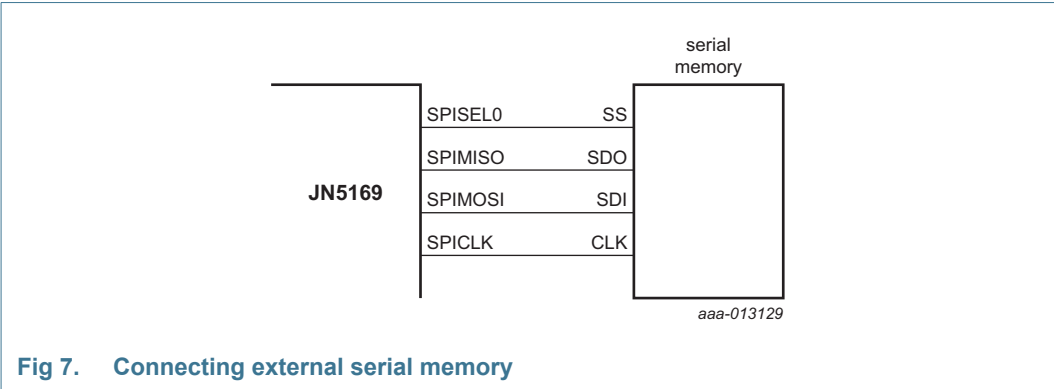 serial
memory
SPISEL0 SS
SPIMISO SDO
JN5169
SPIMOSI SDI
SPICLK CLK
aaa-013129
Fig 7. Connecting external serial memory